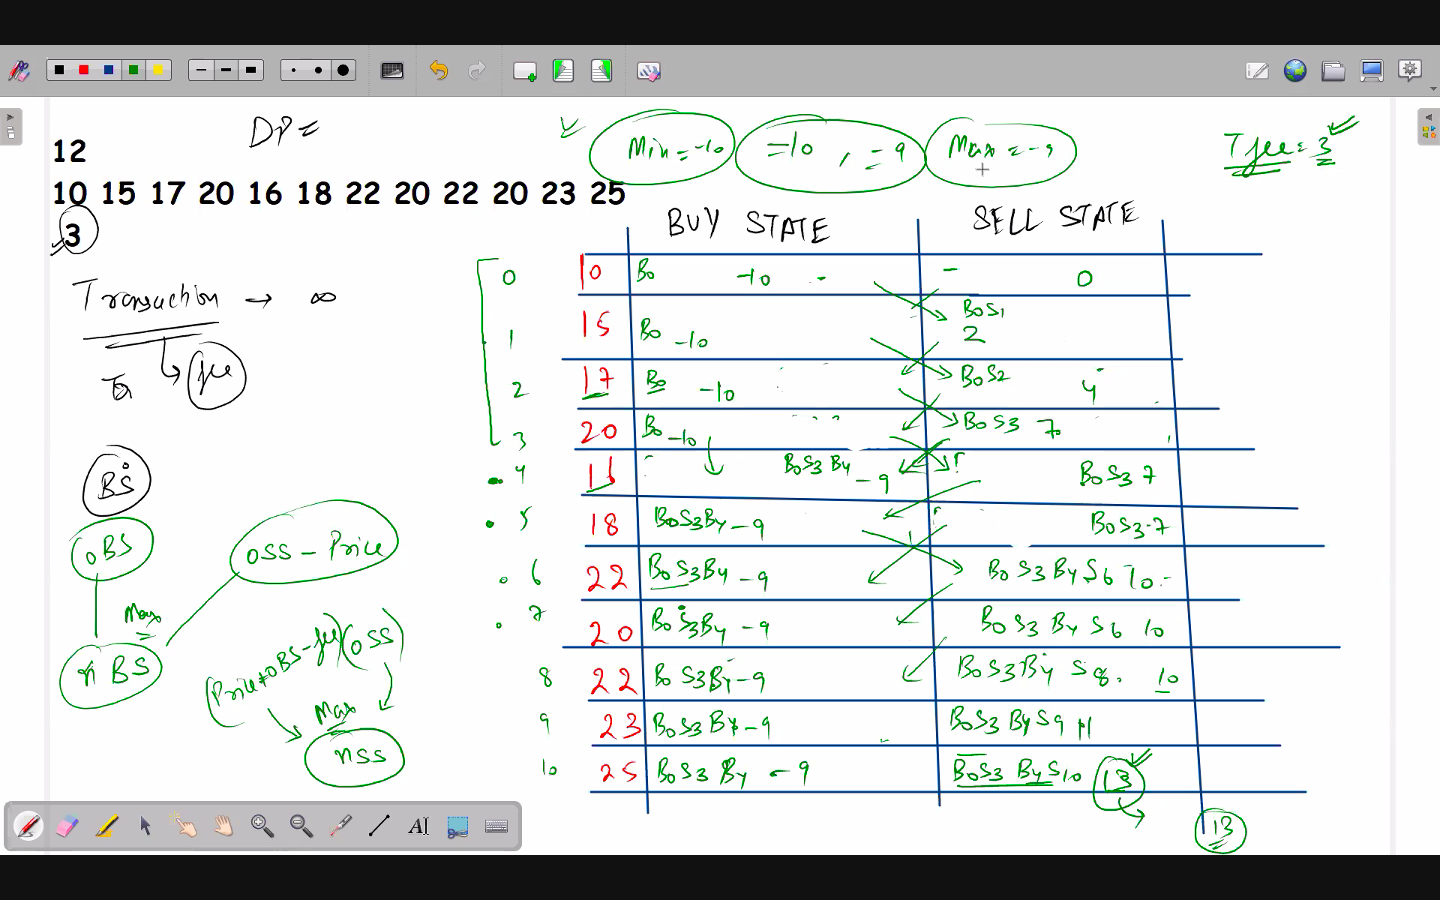 DP =
12
10 15 17 20 16 18 22 20 22 20 23 25
3
Min = -10
=10 , = 9
Max = -9
T fee = 3
Transaction → ∞
fee
BS
oBS
oSS - Price
Max
nBS
(Price+oBS-fee) (oSS)
Max
nSS
BUY STATE SELL STATE
0 10 B0 -10 - - 0
1 15 B0 -10 B0S1 2
2 17 B0 -10 B0S2 4
3 20 B0 -10 B0S3 7
4 16 B0S3B4 -9 B0S3 7
5 18 B0S3B4 -9 B0S3 7
6 22 B0S3B4 -9 B0S3B4S6 10
7 20 B0S3B4 -9 B0S3B4S6 10
8 22 B0S3B4 -9 B0S3B4S8 10
9 23 B0S3B4 -9 B0S3B4S9 11
10 25 B0S3B4 -9 B0S3B4S10 13
13
AI